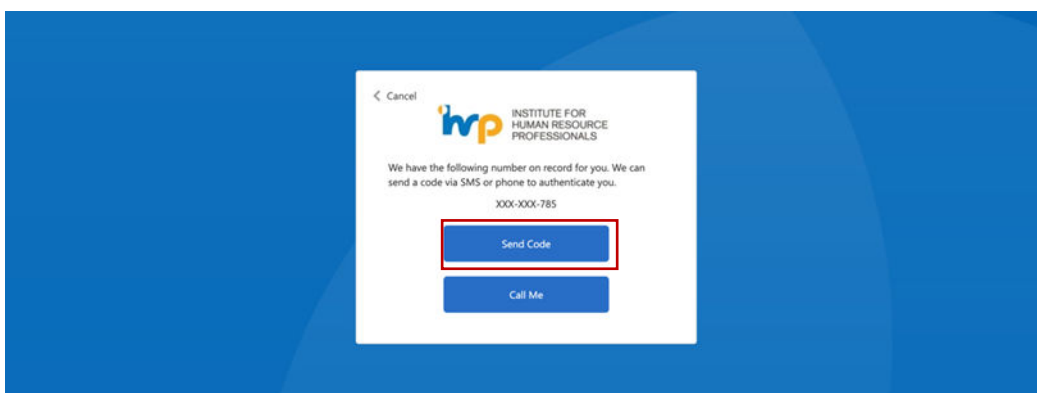 Cancel
ihrp
INSTITUTE FOR
HUMAN RESOURCE
PROFESSIONALS
We have the following number on record for you. We can
send a code via SMS or phone to authenticate you.
XXX-XXX-785
Send Code
Call Me